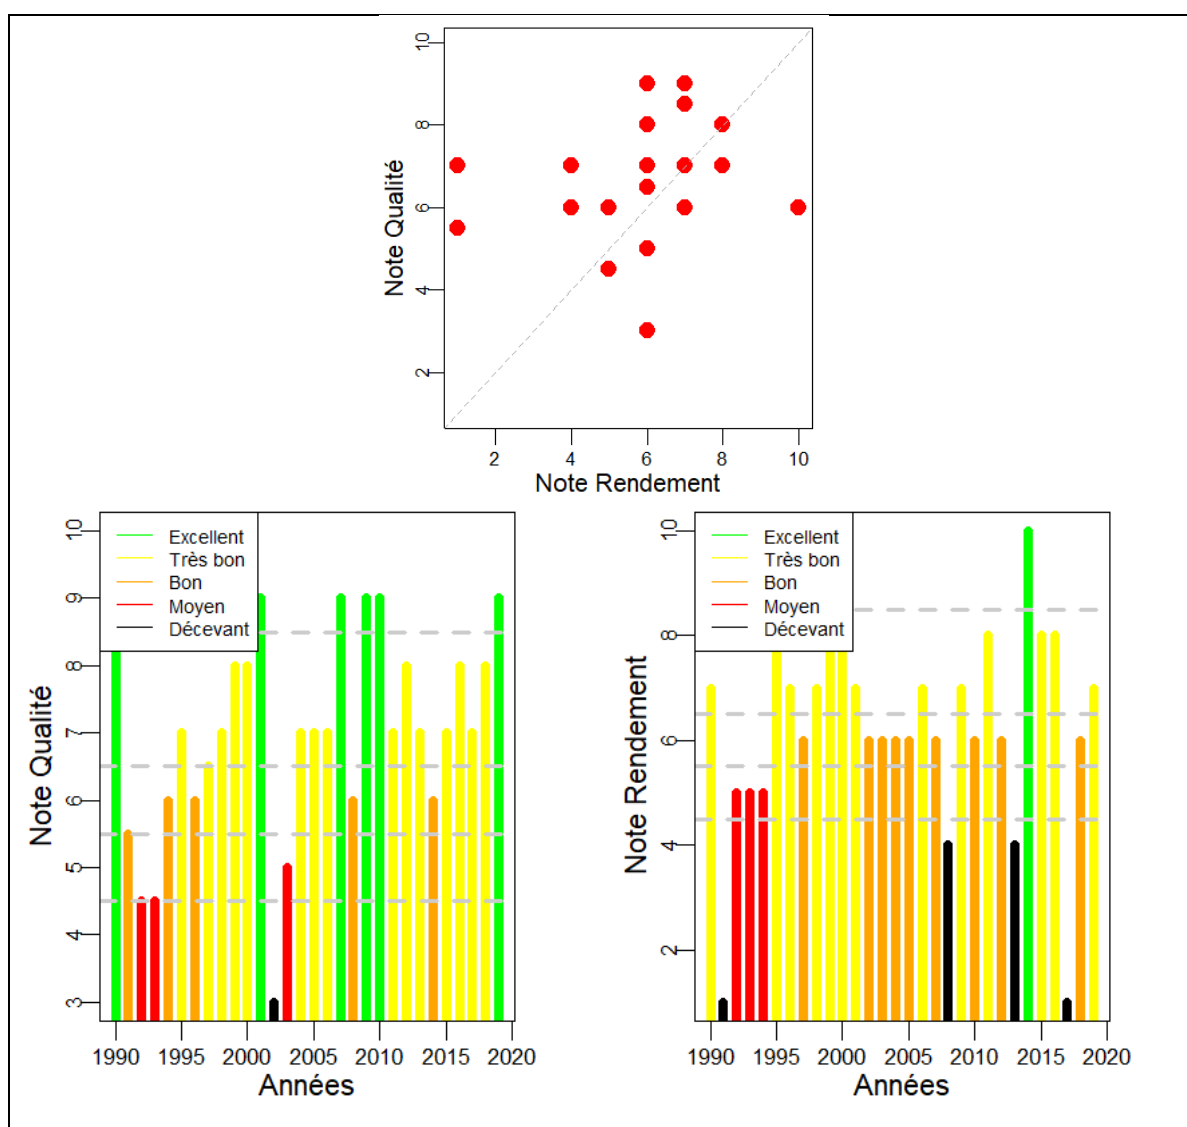 10
8
6
4
2
Note Qualité
2 4 6 8 10
Note Rendement
Excellent
Très bon
Bon
Moyen
Décevant
10
9
8
7
6
5
4
3
Note Qualité
1990 1995 2000 2005 2010 2015 2020
Années
Excellent
Très bon
Bon
Moyen
Décevant
10
8
6
4
2
Note Rendement
1990 1995 2000 2005 2010 2015 2020
Années